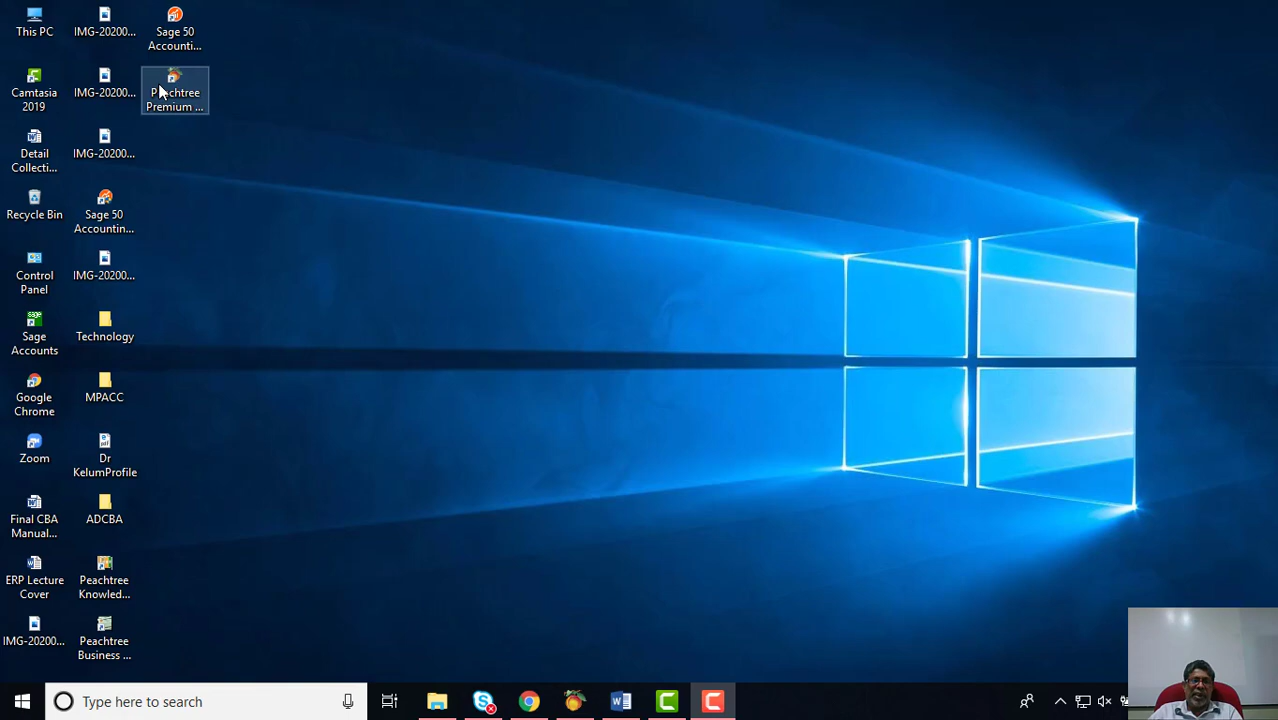 This PC
Camtasia
2019
Detail
Collecti...
Recycle Bin
Control
Panel
sage
Sage
Accounts
Google
Chrome
Zoom
Final CBA
Manual...
ERP Lecture
Cover
IMG-20200...
IMG-20200...
IMG-20200...
IMG-20200...
Sage 50
Accountin...
IMG-20200...
Technology
MPACC
Dr
KelumProfile
ADCBA
Peachtree
Knowled...
Peachtree
Business ...
Sage 50
Accounti...
Peachtree
Premium ...
Type here to search